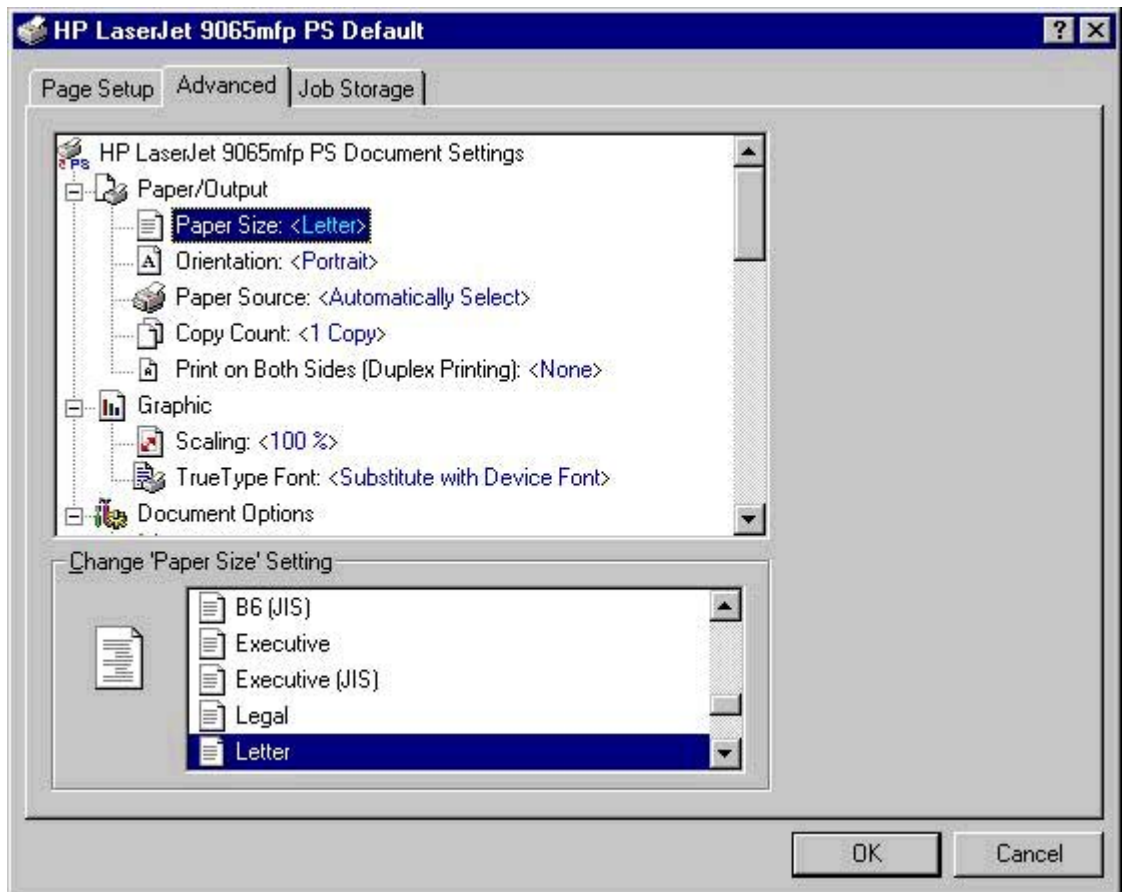 HP LaserJet 9065mfp PS Default
Page Setup Advanced Job Storage
HP LaserJet 9065mfp PS Document Settings
Paper/Output
Paper Size: <Letter>
Orientation: <Portrait>
Paper Source: <Automatically Select>
Copy Count: <1 Copy>
Print on Both Sides (Duplex Printing): <None>
Graphic
Scaling: <100 %>
TrueType Font: <Substitute with Device Font>
Document Options
Change 'Paper Size' Setting
B6 (JIS)
Executive
Executive (JIS)
Legal
Letter
OK Cancel